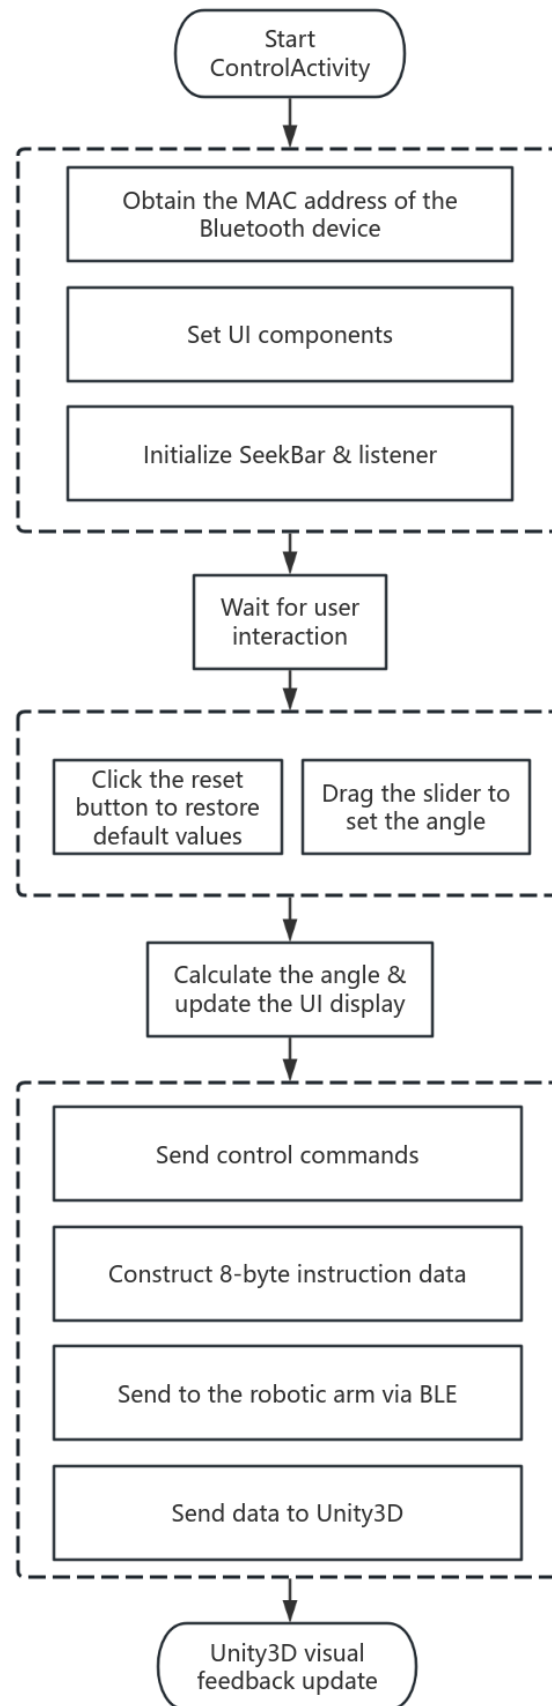 Start
ControlActivity
Obtain the MAC address of the
Bluetooth device
Set UI components
Initialize SeekBar & listener
Wait for user
interaction
Click the reset
button to restore
default values
Drag the slider to
set the angle
Calculate the angle &
update the UI display
Send control commands
Construct 8-byte instruction data
Send to the robotic arm via BLE
Send data to Unity3D
Unity3D visual
feedback update